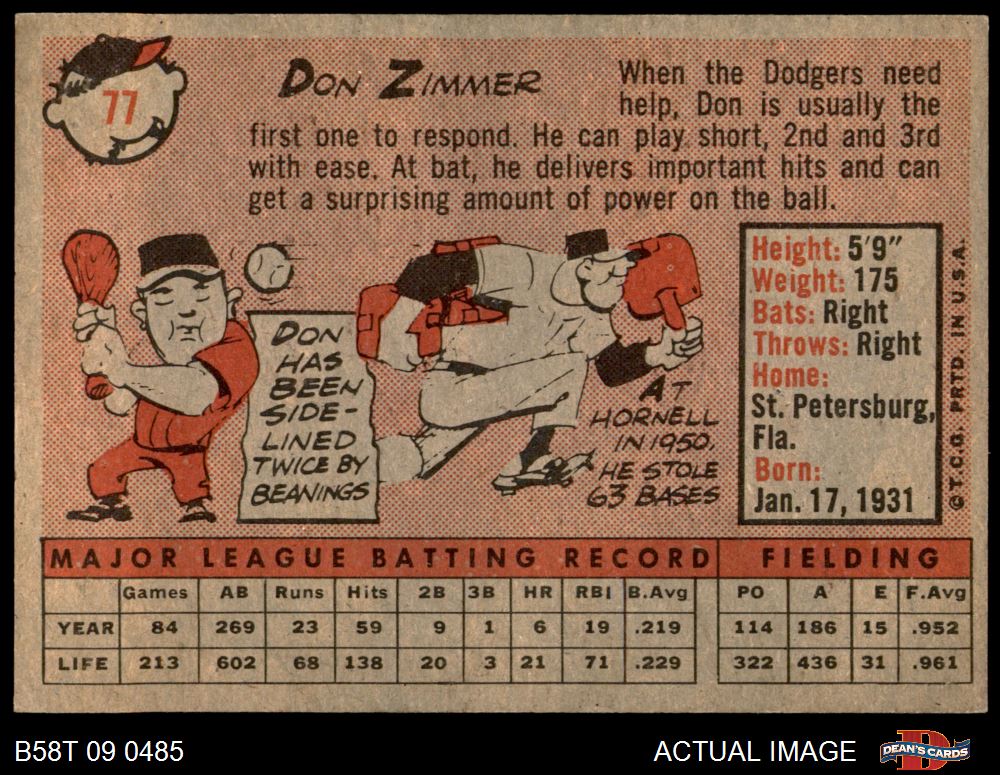 77
DON ZIMMER
When the Dodgers need
help, Don is usually the
first one to respond. He can play short, 2nd and 3rd
with ease. At bat, he delivers important hits and can
get a surprising amount of power on the ball.
DON
HAS
BEEN
SIDE-
LINED
TWICE BY
BEANINGS
AT
HORNELL
IN 1950,
HE STOLE
63 BASES
Height: 5'9"
Weight: 175
Bats: Right
Throws: Right
Home:
St. Petersburg,
Fla.
Born:
Jan. 17, 1931
© T.C.G. PRTD. IN U.S.A.
MAJOR LEAGUE BATTING RECORD FIELDING
Games AB Runs Hits 2B 3B HR RBI B.Avg PO A E F.Avg
YEAR 84 269 23 59 9 1 6 19 .219 114 186 15 .952
LIFE 213 602 68 138 20 3 21 71 .229 322 436 31 .961
B58T 09 0485 ACTUAL IMAGE DEAN'S CARDS